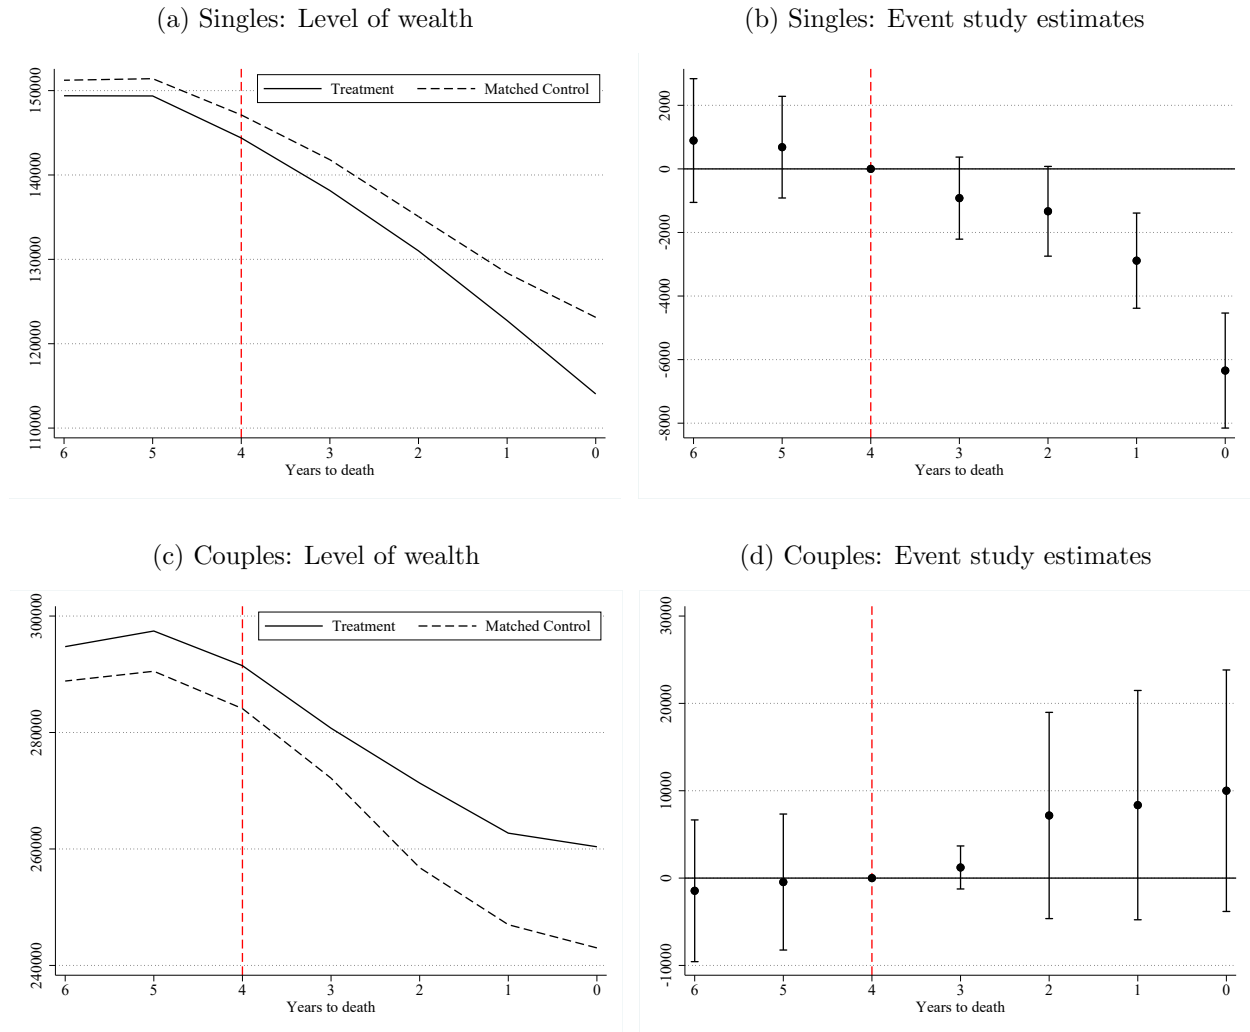 (a) Singles: Level of wealth
150000
140000
130000
120000
110000
Treatment
Matched Control
6 5 4 3 2 1 0
Years to death
(b) Singles: Event study estimates
2000
0
-2000
-4000
-6000
-8000
6 5 4 3 2 1 0
Years to death
(c) Couples: Level of wealth
300000
280000
260000
240000
Treatment
Matched Control
6 5 4 3 2 1 0
Years to death
(d) Couples: Event study estimates
30000
20000
10000
0
-10000
6 5 4 3 2 1 0
Years to death